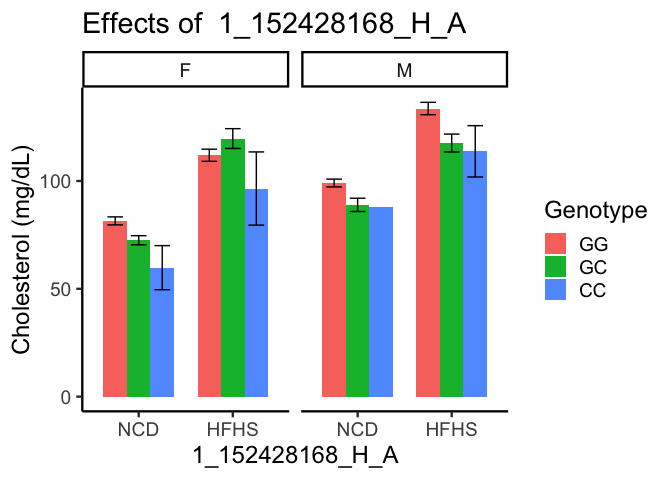 Effects of  1_152428168_H_A
F
M
Cholesterol (mg/dL)
100
50
0
NCD
HFHS
NCD
HFHS
1_152428168_H_A
Genotype
GG
GC
CC